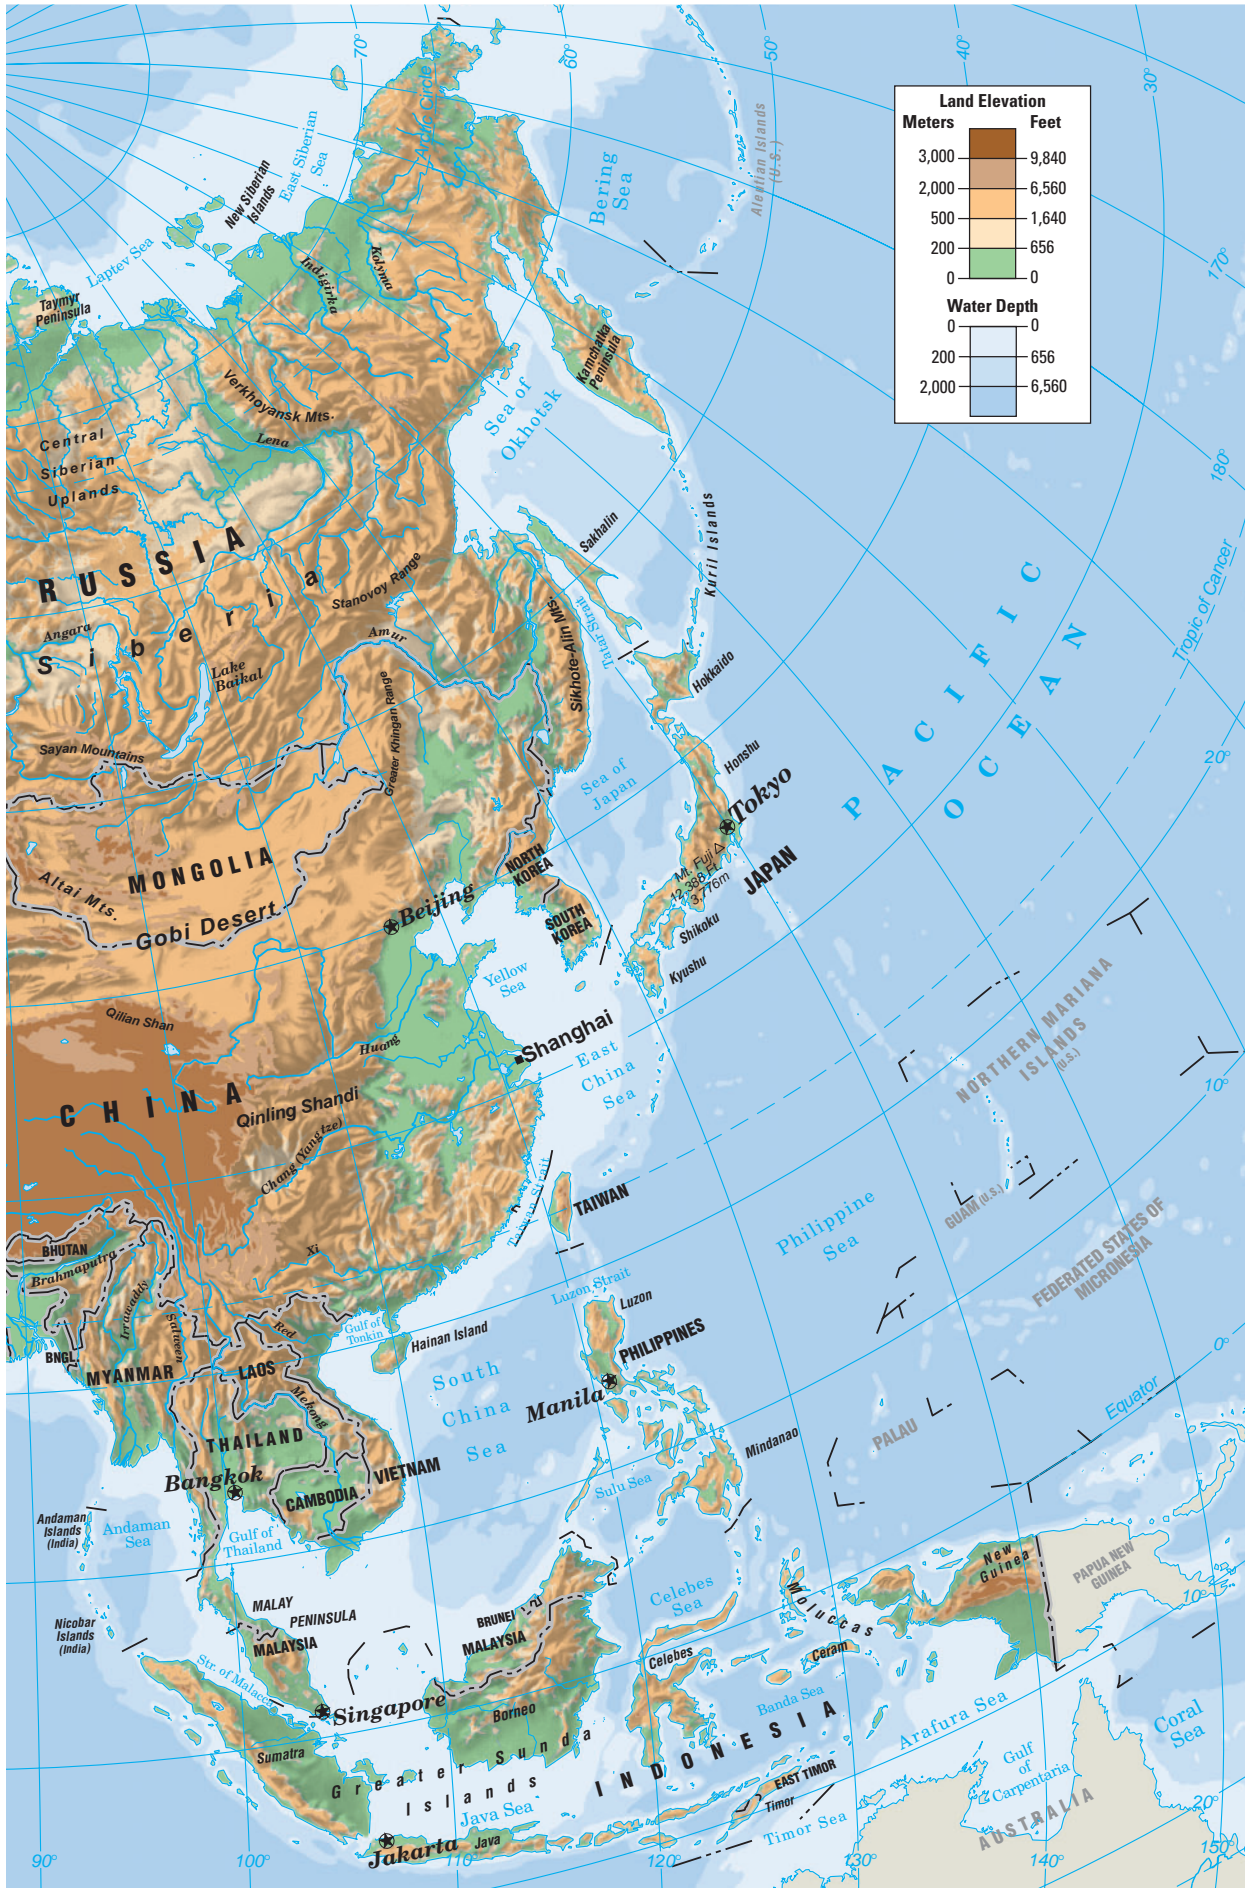 70°
60°
50°
40°
30°
Arctic Circle
East Siberian
Sea
New Siberian
Islands
Laptev Sea
Bering
Sea
Aleutian Islands
(U.S.)
Land Elevation
Meters
Feet
3,000
9,840
2,000
6,560
500
1,640
200
656
0
0
Water Depth
0
0
200
656
2,000
6,560
170°
180°
Taymyr
Peninsula
Indigirka
Kolyma
Kamchatka
Peninsula
Verkhoyansk Mts.
Sea of
Okhotsk
Central
Siberian
Uplands
Lena
RUSSIA
Siberia
Stanovoy Range
Sakhalin
Kuril Islands
Angara
Lake
Baikal
Amur
Tatar Strait
Sikhote-Alin Mts.
Hokkaido
Sayan Mountains
Greater Khingan Range
Sea of
Japan
Honshu
Tokyo
PACIFIC
OCEAN
Tropic of Cancer
20°
MONGOLIA
Altai Mts.
Gobi Desert
Beijing
NORTH
KOREA
SOUTH
KOREA
Mt. Fuji
12,388 Ft.
3,776m
JAPAN
Shikoku
Kyushu
Yellow
Sea
Qilian Shan
Huang
Shanghai
East
China
Sea
NORTHERN MARIANA
ISLANDS
(U.S.)
10°
CHINA
Qinling Shandi
Chang (Yangtze)
Taiwan Strait
TAIWAN
Philippine
Sea
GUAM (U.S.)
FEDERATED STATES OF
MICRONESIA
BHUTAN
Brahmaputra
Xi
Irrawaddy
Salween
Red
Gulf of
Tonkin
Luzon Strait
Luzon
Hainan Island
PHILIPPINES
BNGL.
MYANMAR
LAOS
Mekong
South
China
Sea
Manila
0°
Equator
PALAU
THAILAND
Bangkok
VIETNAM
CAMBODIA
Mindanao
Sulu Sea
Andaman
Islands
(India)
Andaman
Sea
Gulf of
Thailand
New
Guinea
PAPUA NEW
GUINEA
Nicobar
Islands
(India)
MALAY
PENINSULA
MALAYSIA
BRUNEI
MALAYSIA
Celebes
Sea
Moluccas
10°
Str. of Malacca
Singapore
Borneo
Celebes
Ceram
Banda Sea
Arafura Sea
Coral
Sea
Sumatra
Greater Sunda
Islands
INDONESIA
EAST TIMOR
Timor
Gulf
of
Carpentaria
Java Sea
Timor Sea
AUSTRALIA
20°
Jakarta
Java
90°
100°
110°
120°
130°
140°
150°